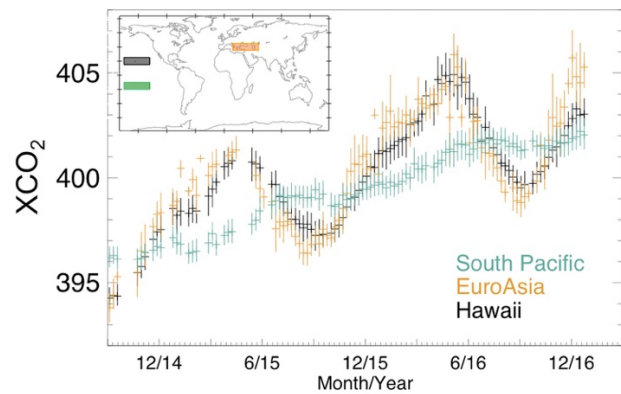 405
400
395
XCO2
South Pacific
EuroAsia
Hawaii
12/14 6/15 12/15 6/16 12/16
Month/Year